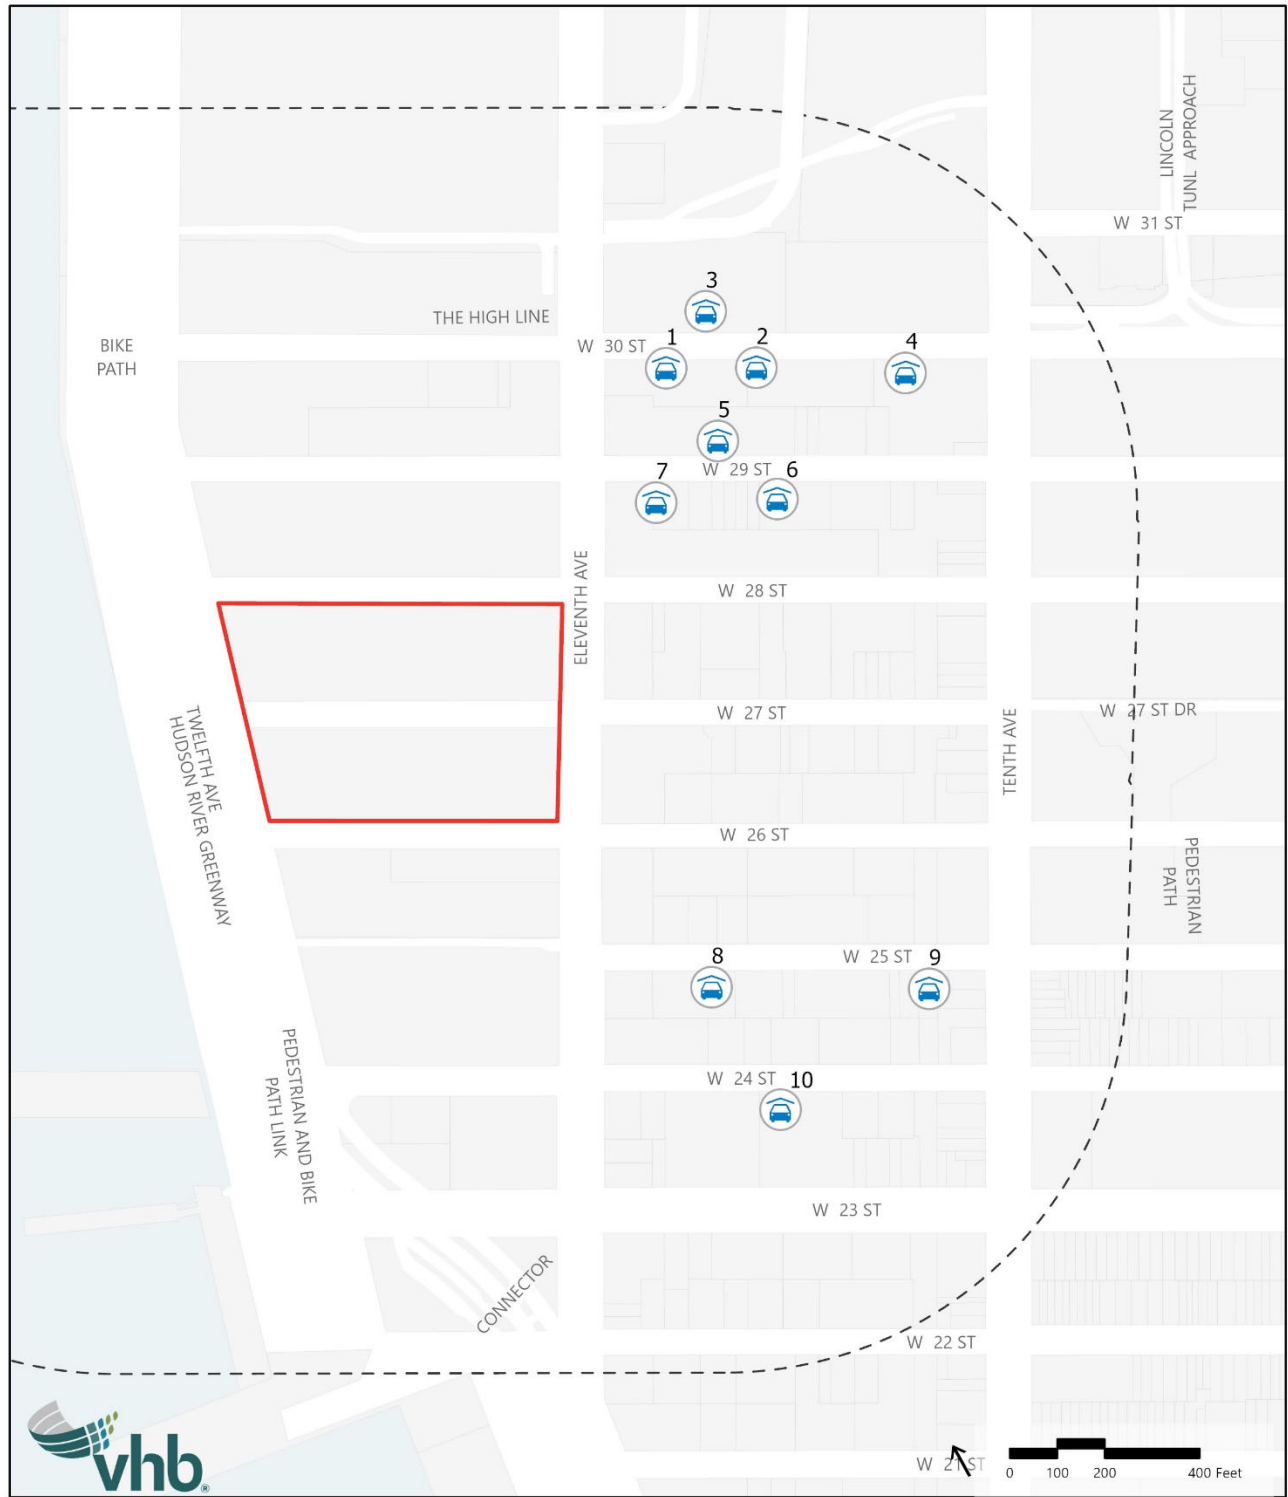 LINCOLN
TUNL APPROACH
W 31 ST
3
THE HIGH LINE
BIKE
PATH
W 30 ST
1
2
4
5
W 29 ST
7
6
ELEVENTH AVE
W 28 ST
TWELFTH AVE
HUDSON RIVER GREENWAY
W 27 ST
TENTH AVE
W 27 ST DR
W 26 ST
PEDESTRIAN
PATH
8
W 25 ST
9
PEDESTRIAN AND BIKE
PATH LINK
W 24 ST
10
W 23 ST
CONNECTOR
W 22 ST
vhb®
W 21 ST
0 100 200 400 Feet